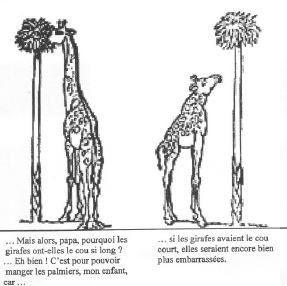 … Mais alors, papa, pourquoi les
girafes ont-elles le cou si long ?
… Eh bien ! C'est pour pouvoir
manger les palmiers, mon enfant,
car …
… si les girafes avaient le cou
court, elles seraient encore bien
plus embarrassées.